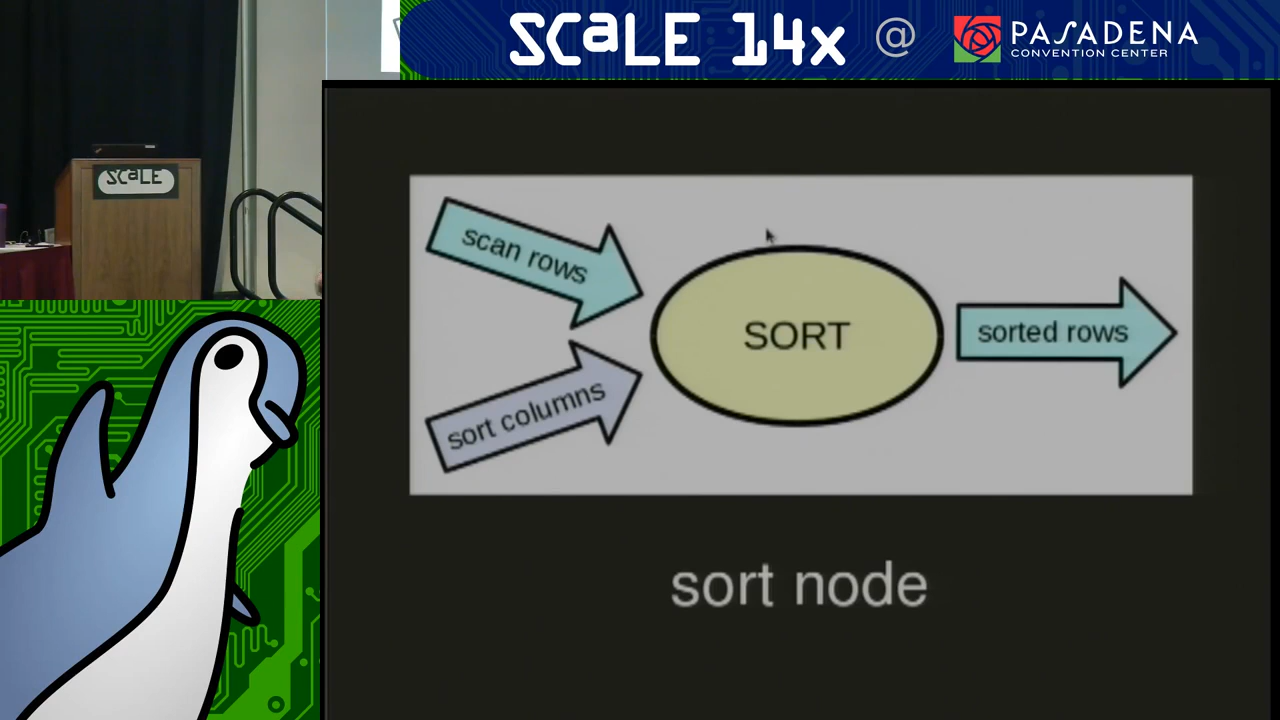 SCaLE 14x @ PASADENA
CONVENTION CENTER
SCaLE
scan rows
SORT
sorted rows
sort columns
sort node